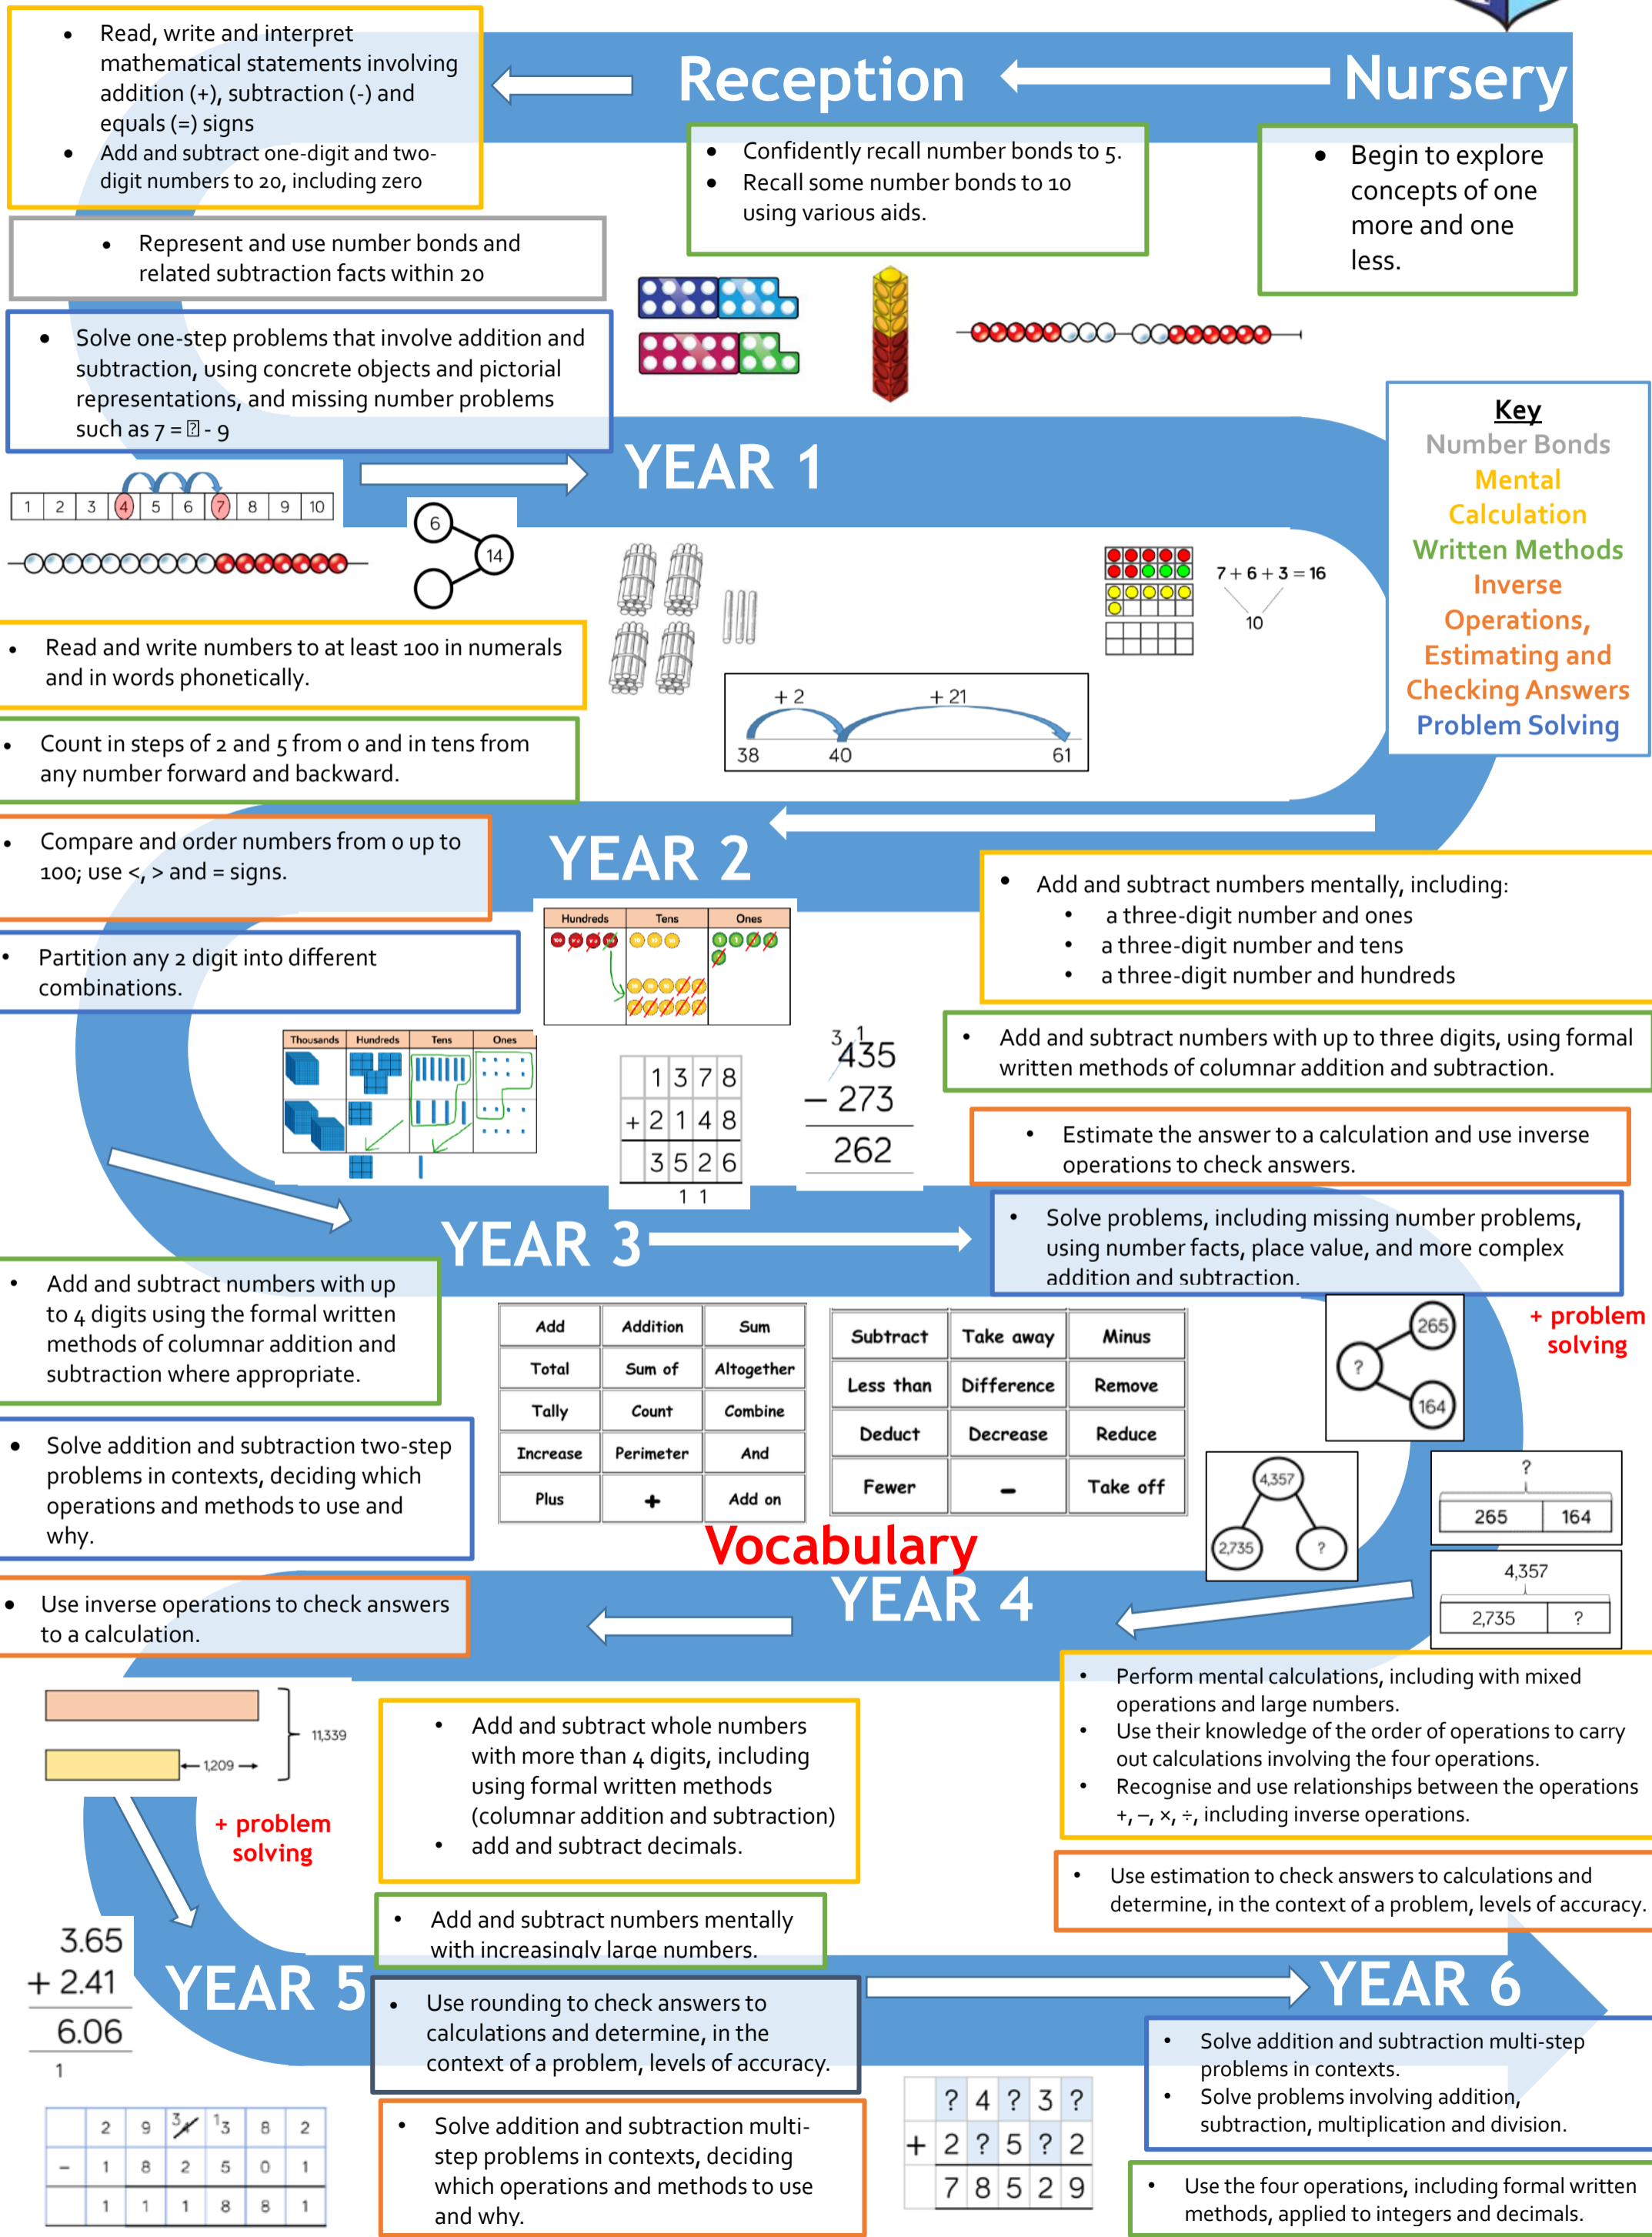 Nursery
Reception
• Begin to explore
concepts of one
more and one
less.
• Confidently recall number bonds to 5.
• Recall some number bonds to 10
using various aids.
• Read, write and interpret
mathematical statements involving
addition (+), subtraction (-) and
equals (=) signs
• Add and subtract one-digit and two-
digit numbers to 20, including zero
• Represent and use number bonds and
related subtraction facts within 20
• Solve one-step problems that involve addition and
subtraction, using concrete objects and pictorial
representations, and missing number problems
such as 7 = ? - 9
Key
Number Bonds
Mental
Calculation
Written Methods
Inverse
Operations,
Estimating and
Checking Answers
Problem Solving
YEAR 1
1 2 3 4 5 6 7 8 9 10
6
14
7 + 6 + 3 = 16
10
+ 2 + 21
38 40 61
• Read and write numbers to at least 100 in numerals
and in words phonetically.
• Count in steps of 2 and 5 from 0 and in tens from
any number forward and backward.
• Compare and order numbers from 0 up to
100; use <, > and = signs.
• Partition any 2 digit into different
combinations.
YEAR 2
Hundreds Tens Ones
Thousands Hundreds Tens Ones
1 3 7 8
+ 2 1 4 8
3 5 2 6
1 1
3 1
435
– 273
262
• Add and subtract numbers mentally, including:
• a three-digit number and ones
• a three-digit number and tens
• a three-digit number and hundreds
• Add and subtract numbers with up to three digits, using formal
written methods of columnar addition and subtraction.
• Estimate the answer to a calculation and use inverse
operations to check answers.
• Solve problems, including missing number problems,
using number facts, place value, and more complex
addition and subtraction.
YEAR 3
• Add and subtract numbers with up
to 4 digits using the formal written
methods of columnar addition and
subtraction where appropriate.
• Solve addition and subtraction two-step
problems in contexts, deciding which
operations and methods to use and
why.
• Use inverse operations to check answers
to a calculation.
Add Addition Sum
Total Sum of Altogether
Tally Count Combine
Increase Perimeter And
Plus + Add on
Subtract Take away Minus
Less than Difference Remove
Deduct Decrease Reduce
Fewer – Take off
Vocabulary
+ problem
solving
265
?
164
4,357
2,735 ?
?
265 164
4,357
2,735 ?
YEAR 4
11,339
1,209
+ problem
solving
• Add and subtract whole numbers
with more than 4 digits, including
using formal written methods
(columnar addition and subtraction)
• add and subtract decimals.
• Add and subtract numbers mentally
with increasingly large numbers.
• Use rounding to check answers to
calculations and determine, in the
context of a problem, levels of accuracy.
• Solve addition and subtraction multi-
step problems in contexts, deciding
which operations and methods to use
and why.
YEAR 5
3.65
+ 2.41
6.06
1
2 9 3 4 1 3 8 2
– 1 8 2 5 0 1
1 1 1 8 8 1
• Perform mental calculations, including with mixed
operations and large numbers.
• Use their knowledge of the order of operations to carry
out calculations involving the four operations.
• Recognise and use relationships between the operations
+, –, ×, ÷, including inverse operations.
• Use estimation to check answers to calculations and
determine, in the context of a problem, levels of accuracy.
YEAR 6
• Solve addition and subtraction multi-step
problems in contexts.
• Solve problems involving addition,
subtraction, multiplication and division.
• Use the four operations, including formal written
methods, applied to integers and decimals.
? 4 ? 3 ?
+ 2 ? 5 ? 2
7 8 5 2 9